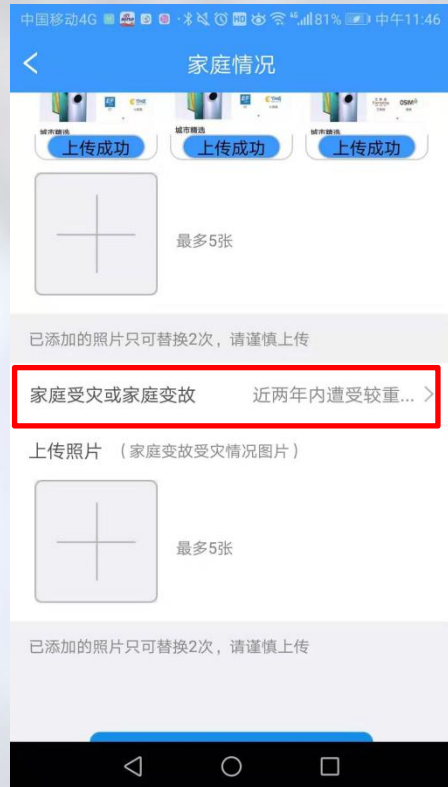 中国移动4G HD 81% 中午11:46
家庭情况
城市精选 城市精选 城市精选
上传成功 上传成功 上传成功
最多5张
已添加的照片只可替换2次，请谨慎上传
家庭受灾或家庭变故 近两年内遭受较重...
上传照片 （家庭变故受灾情况图片）
最多5张
已添加的照片只可替换2次，请谨慎上传